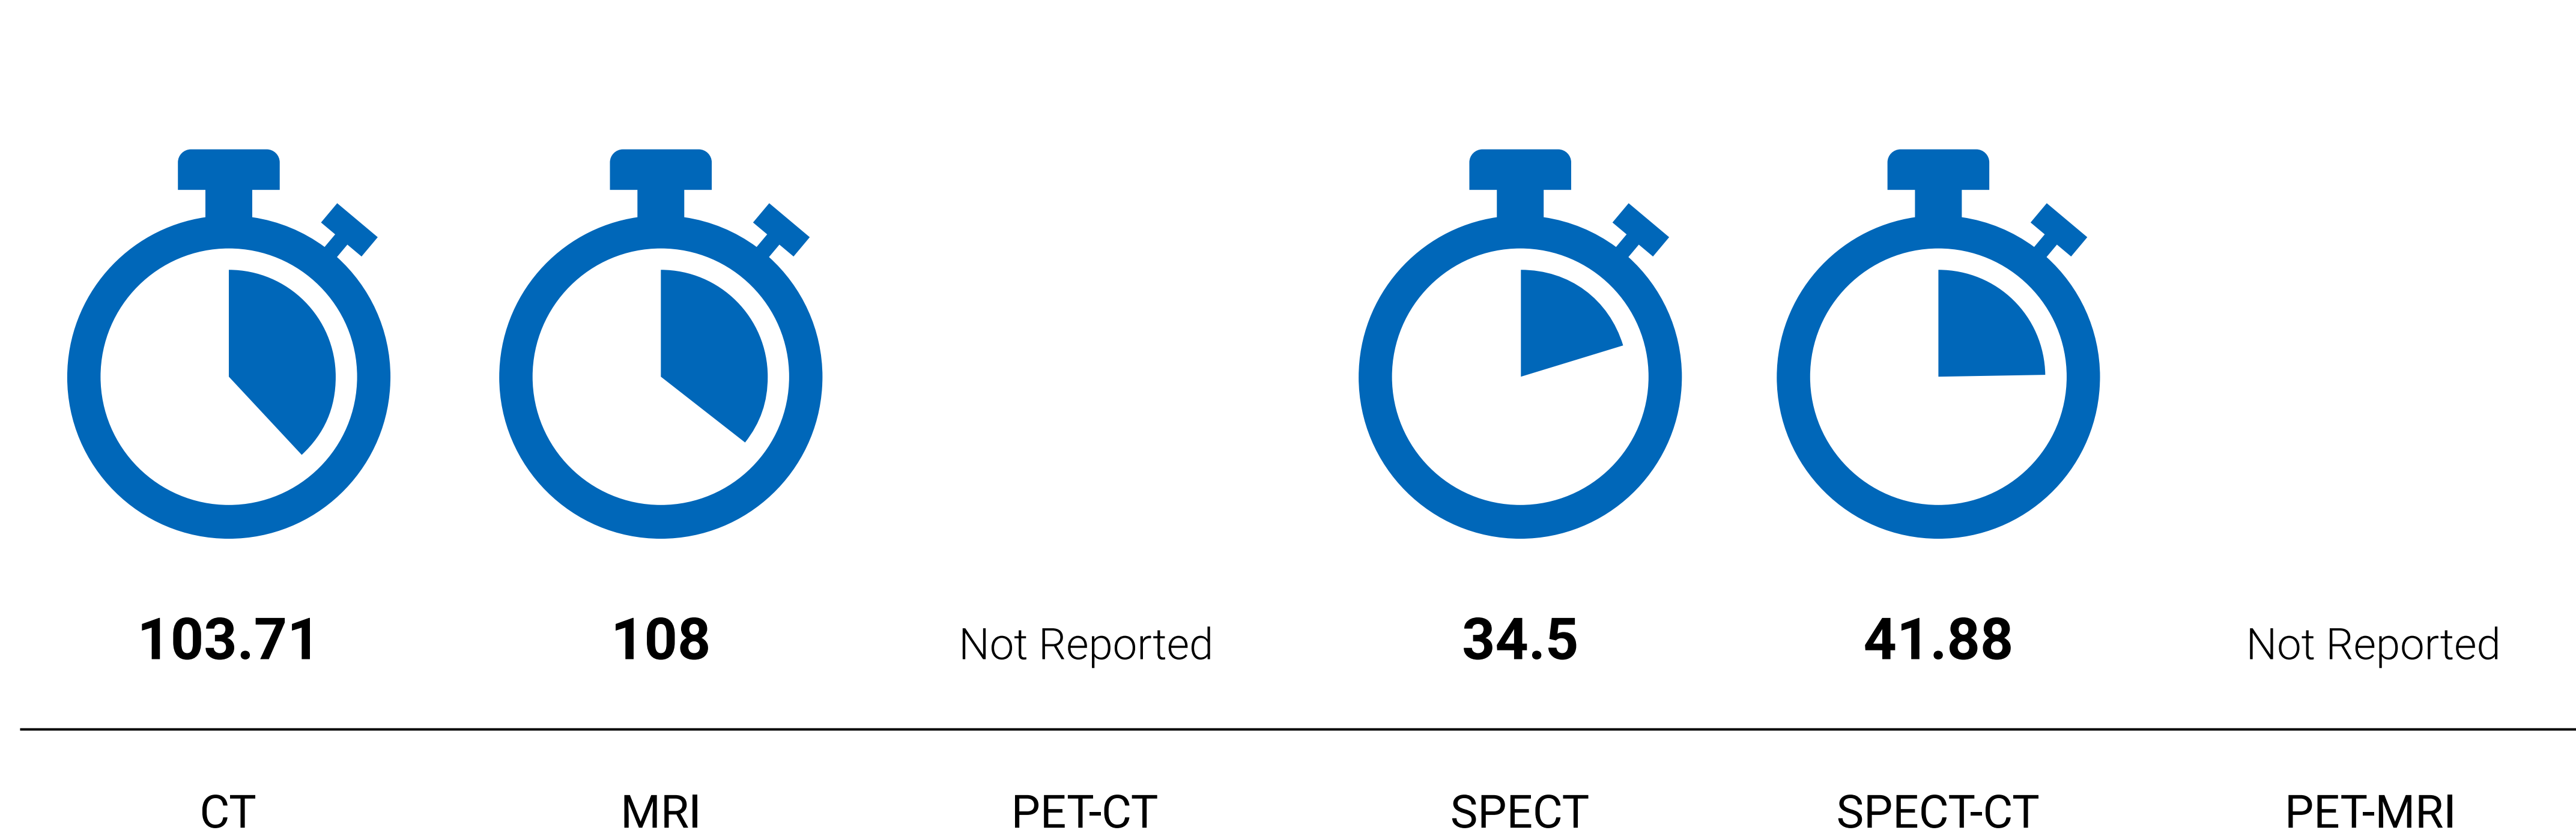 103.71 108 Not Reported 34.5 41.88 Not Reported
CT MRI PET-CT SPECT SPECT-CT PET-MRI